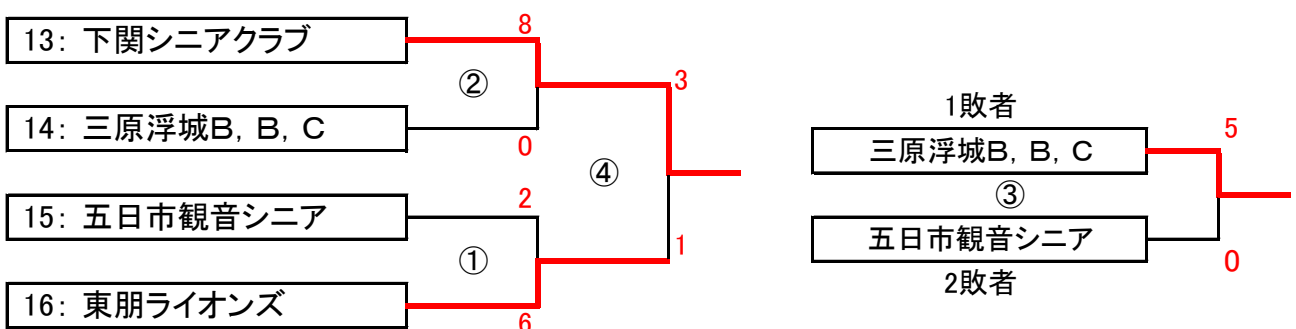 13: 下関シニアクラブ
8
②
14: 三原浮城B, B, C
0
3
④
15: 五日市観音シニア
2
①
16: 東朋ライオンズ
6
1
1敗者
三原浮城B, B, C
5
③
五日市観音シニア
0
2敗者